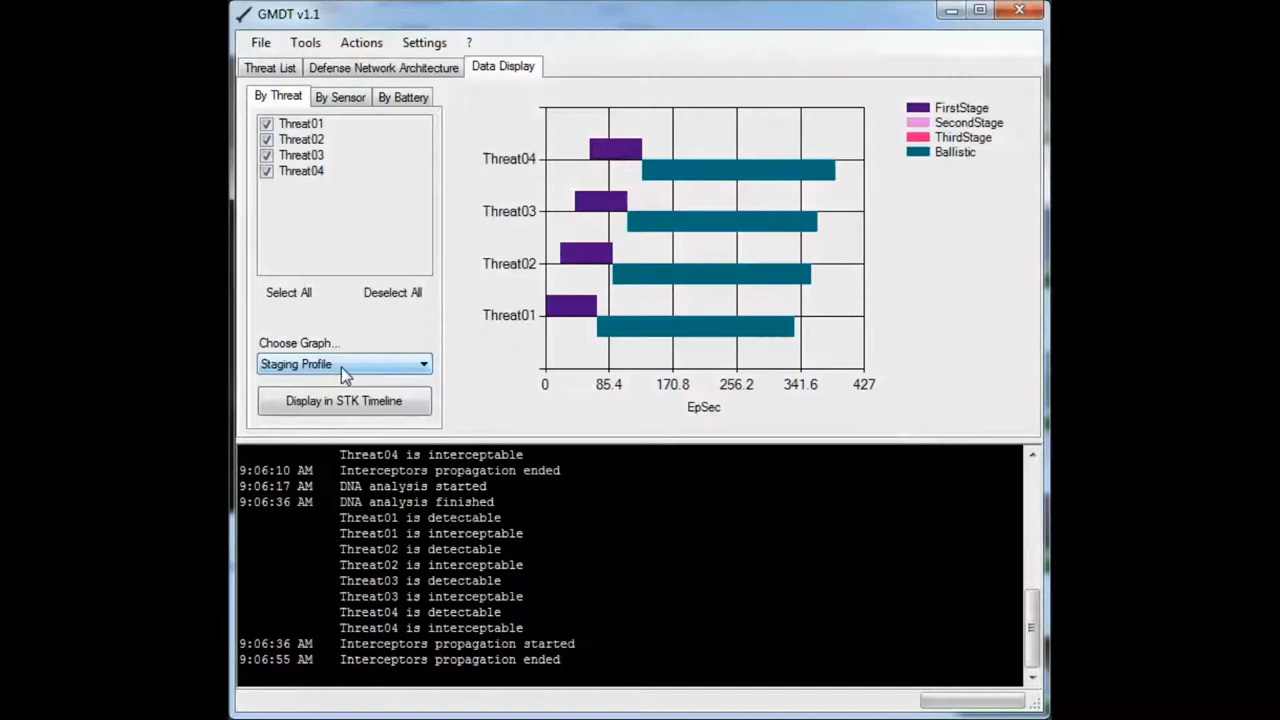 GMDT v1.1
File Tools Actions Settings ?
Threat List Defense Network Architecture Data Display
By Threat By Sensor By Battery
Threat01
Threat02
Threat03
Threat04
Select All Deselect All
Choose Graph...
Staging Profile
Display in STK Timeline
Threat04
Threat03
Threat02
Threat01
0 85.4 170.8 256.2 341.6 427
EpSec
FirstStage
SecondStage
ThirdStage
Ballistic
Threat04 is interceptable
9:06:10 AM Interceptors propagation ended
9:06:17 AM DNA analysis started
9:06:36 AM DNA analysis finished
Threat01 is detectable
Threat01 is interceptable
Threat02 is detectable
Threat02 is interceptable
Threat03 is detectable
Threat03 is interceptable
Threat04 is detectable
Threat04 is interceptable
9:06:36 AM Interceptors propagation started
9:06:55 AM Interceptors propagation ended